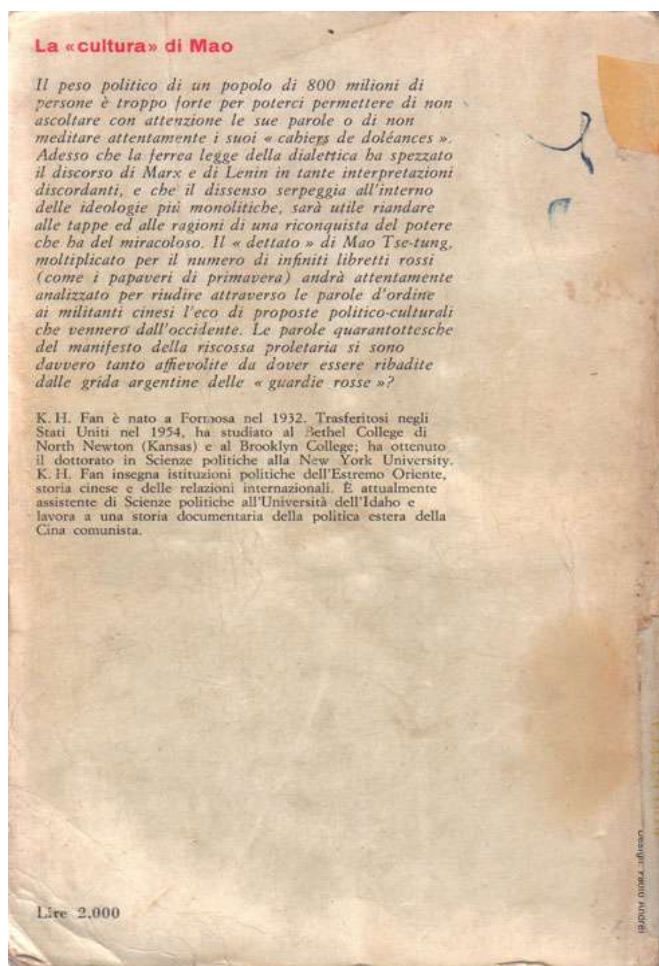 La «cultura» di Mao
Il peso politico di un popolo di 800 milioni di
persone è troppo forte per poterci permettere di non
ascoltare con attenzione le sue parole o di non
meditare attentamente i suoi « cahiers de doléances ».
Adesso che la ferrea legge della dialettica ha spezzato
il discorso di Marx e di Lenin in tante interpretazioni
discordanti, e che il dissenso serpeggia all'interno
delle ideologie più monolitiche, sarà utile riandare
alle tappe ed alle ragioni di una riconquista del potere
che ha del miracoloso. Il « dettato » di Mao Tse-tung,
moltiplicato per il numero di infiniti libretti rossi
(come i papaveri di primavera) andrà attentamente
analizzato per riudire attraverso le parole d'ordine
ai militanti cinesi l'eco di proposte politico-culturali
che vennero dall'occidente. Le parole quarantottesche
del manifesto della riscossa proletaria si sono
davvero tanto affievolite da dover essere ribadite
dalle grida argentine delle « guardie rosse »?
K. H. Fan è nato a Formosa nel 1932. Trasferitosi negli
Stati Uniti nel 1954, ha studiato al Bethel College di
North Newton (Kansas) e al Brooklyn College; ha ottenuto
il dottorato in Scienze politiche alla New York University.
K. H. Fan insegna istituzioni politiche dell'Estremo Oriente,
storia cinese e delle relazioni internazionali. È attualmente
assistente di Scienze politiche all'Università dell'Idaho e
lavora a una storia documentaria della politica estera della
Cina comunista.
Lire 2.000
Design: Paolo Andrei